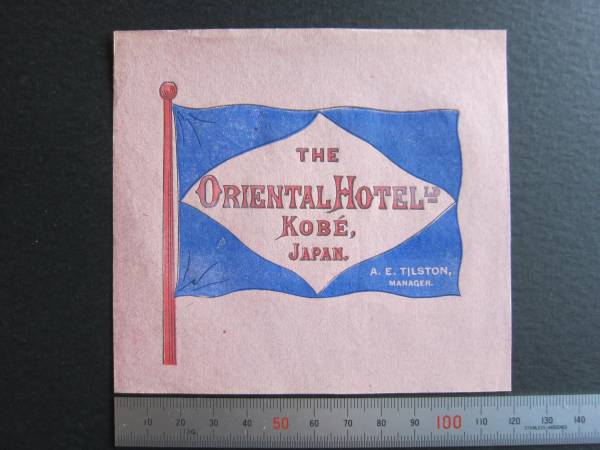 THE
ORIENTAL HOTEL LD
KOBÉ,
JAPAN.
A. E. TILSTON,
MANAGER.
10 20 30 40 50 60 70 80 90 100 110 120 130 140